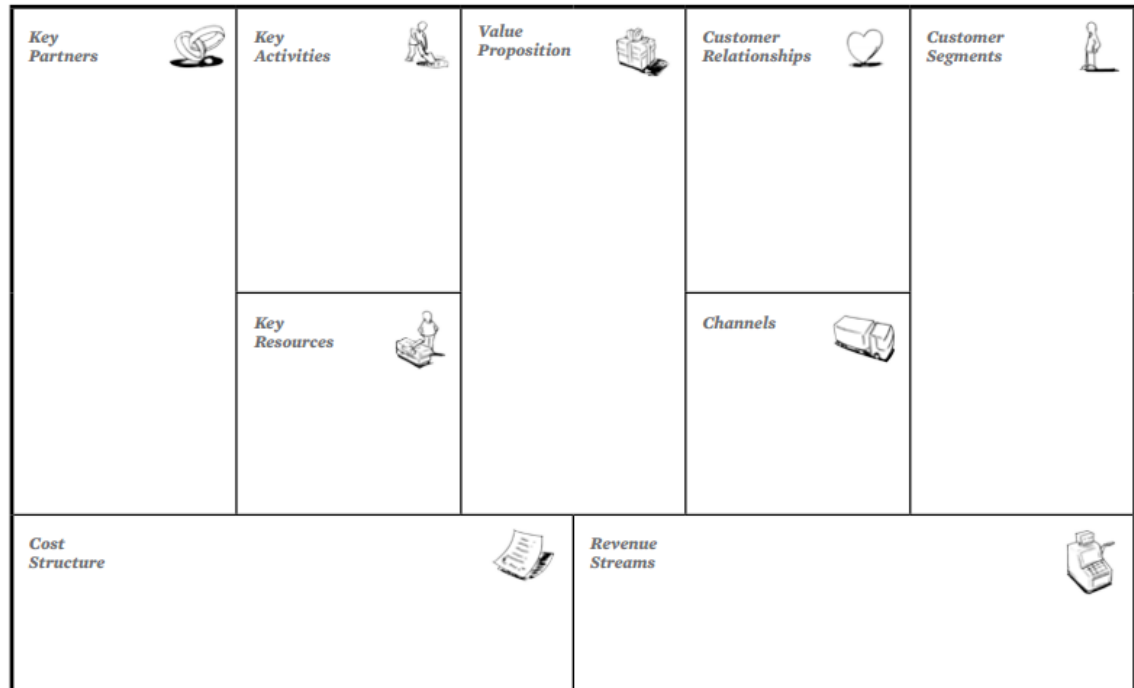 Key
Partners
Key
Activities
Value
Proposition
Customer
Relationships
Customer
Segments
Key
Resources
Channels
Cost
Structure
Revenue
Streams